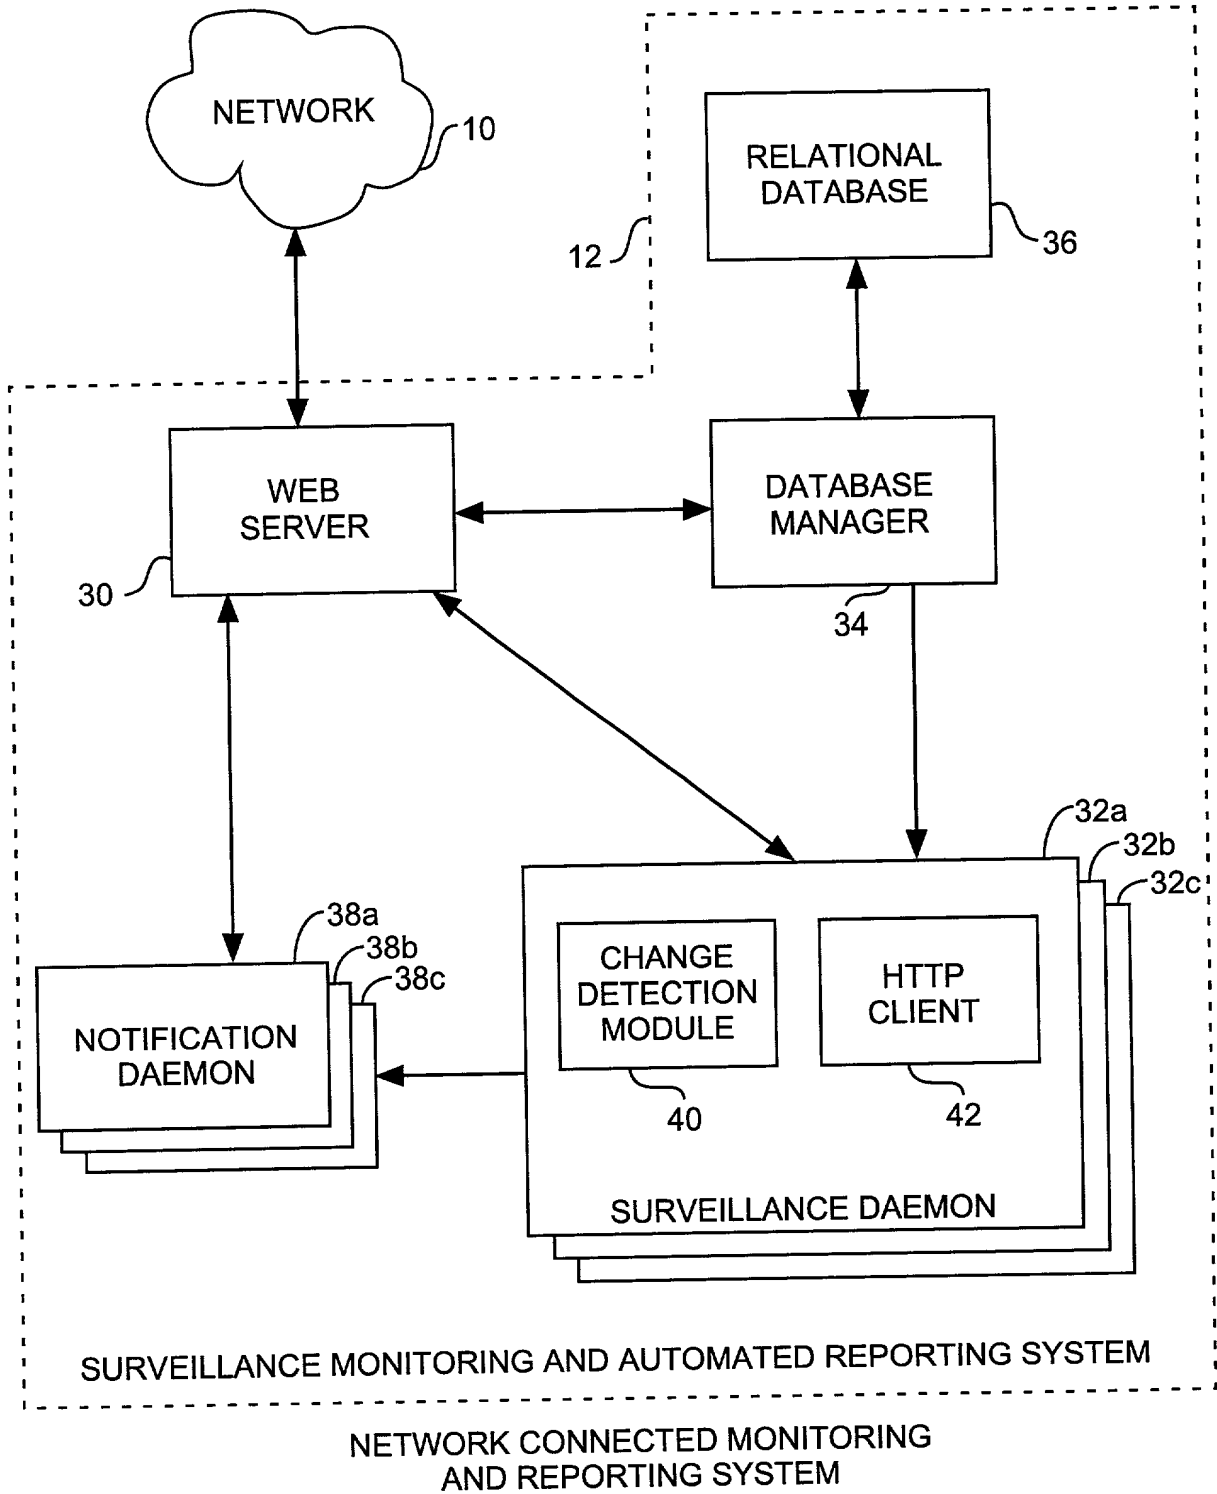 NETWORK
10
RELATIONAL
DATABASE
36
12
WEB
SERVER
30
DATABASE
MANAGER
34
32a
32b
32c
38a
38b
38c
NOTIFICATION
DAEMON
CHANGE
DETECTION
MODULE
40
HTTP
CLIENT
42
SURVEILLANCE DAEMON
SURVEILLANCE MONITORING AND AUTOMATED REPORTING SYSTEM
NETWORK CONNECTED MONITORING
AND REPORTING SYSTEM